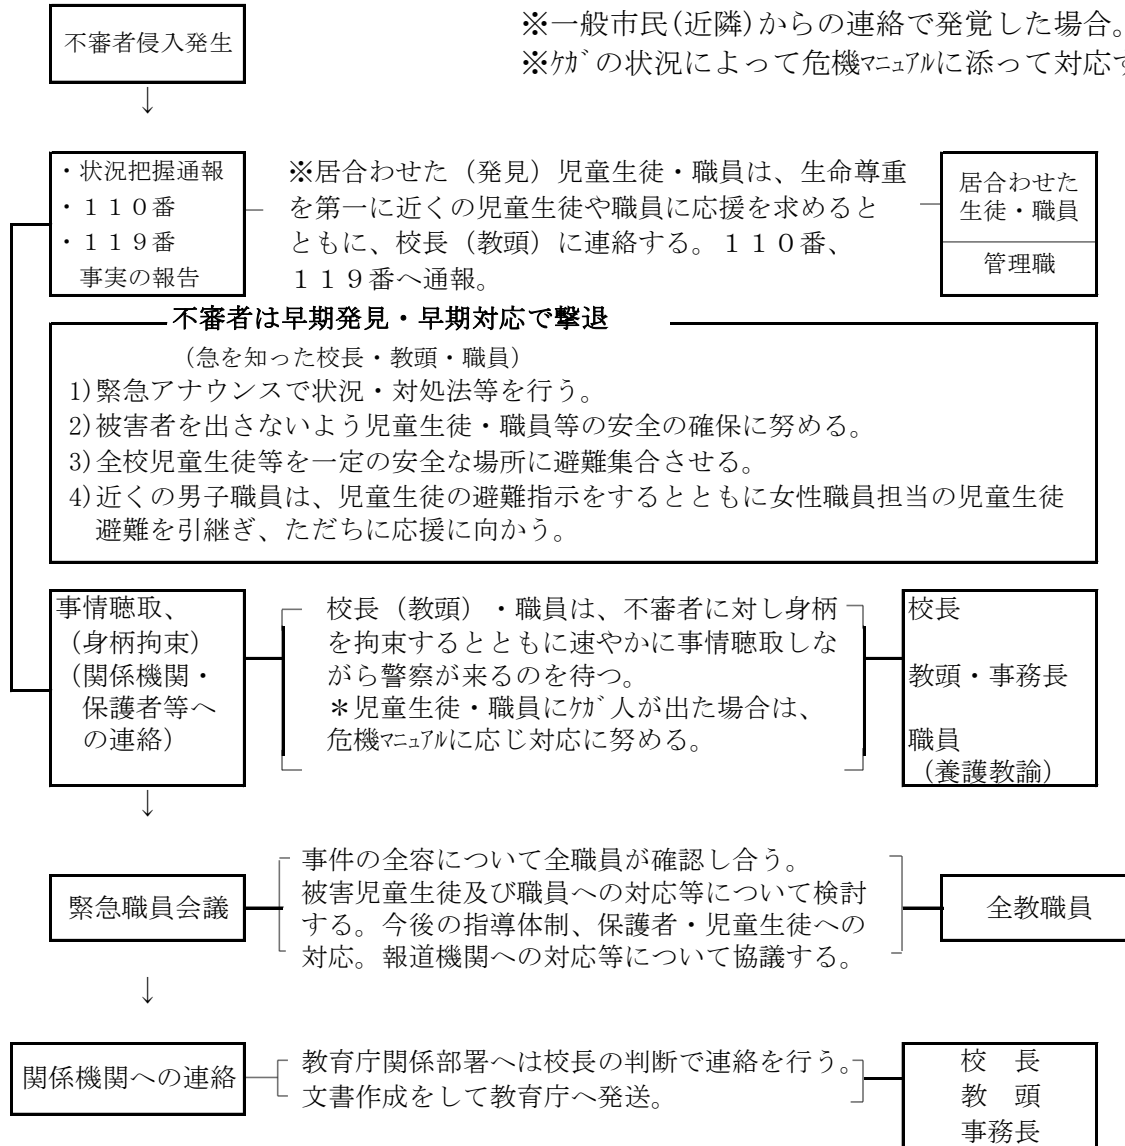 不審者侵入発生
※一般市民(近隣)からの連絡で発覚した場合。
※ｹｶﾞの状況によって危機ﾏﾆｭｱﾙに添って対応す
↓
・状況把握通報
・１１０番
・１１９番
事実の報告
※居合わせた（発見）児童生徒・職員は、生命尊重
を第一に近くの児童生徒や職員に応援を求めると
ともに、校長（教頭）に連絡する。１１０番、
１１９番へ通報。
居合わせた
生徒・職員
管理職
不審者は早期発見・早期対応で撃退
（急を知った校長・教頭・職員）
1)緊急アナウンスで状況・対処法等を行う。
2)被害者を出さないよう児童生徒・職員等の安全の確保に努める。
3)全校児童生徒等を一定の安全な場所に避難集合させる。
4)近くの男子職員は、児童生徒の避難指示をするとともに女性職員担当の児童生徒
避難を引継ぎ、ただちに応援に向かう。
事情聴取、
（身柄拘束）
（関係機関・
保護者等へ
の連絡）
校長（教頭）・職員は、不審者に対し身柄
を拘束するとともに速やかに事情聴取しな
がら警察が来るのを待つ。
＊児童生徒・職員にｹｶﾞ人が出た場合は、
危機ﾏﾆｭｱﾙに応じ対応に努める。
校長
教頭・事務長
職員
（養護教諭）
↓
緊急職員会議
事件の全容について全職員が確認し合う。
被害児童生徒及び職員への対応等について検討
する。今後の指導体制、保護者・児童生徒への
対応。報道機関への対応等について協議する。
全教職員
↓
関係機関への連絡
教育庁関係部署へは校長の判断で連絡を行う。
文書作成をして教育庁へ発送。
校　長
教　頭
事務長